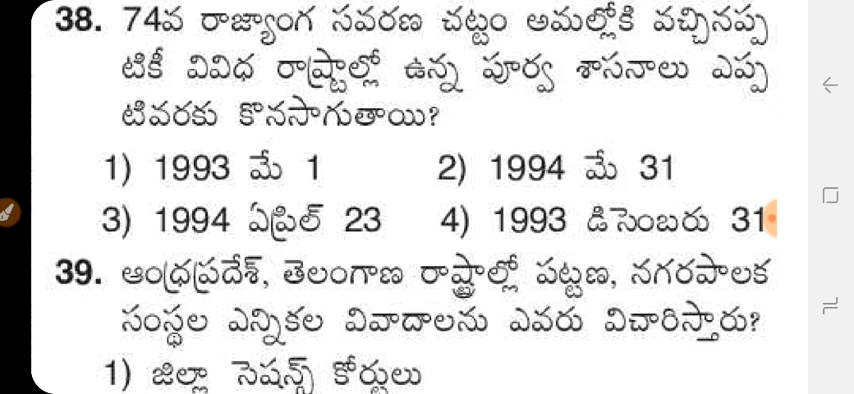 38. 74వ రాజ్యాంగ సవరణ చట్టం అమల్లోకి వచ్చినప్ప
టికీ వివిధ రాష్ట్రాల్లో ఉన్న పూర్వ శాసనాలు ఎప్ప
టివరకు కొనసాగుతాయి?
1) 1993 మే 1 2) 1994 మే 31
3) 1994 ఏప్రిల్ 23 4) 1993 డిసెంబరు 31
39. ఆంధ్రప్రదేశ్, తెలంగాణ రాష్ట్రాల్లో పట్టణ, నగరపాలక
సంస్థల ఎన్నికల వివాదాలను ఎవరు విచారిస్తారు?
1) జిల్లా సెషన్స్ కోర్టులు